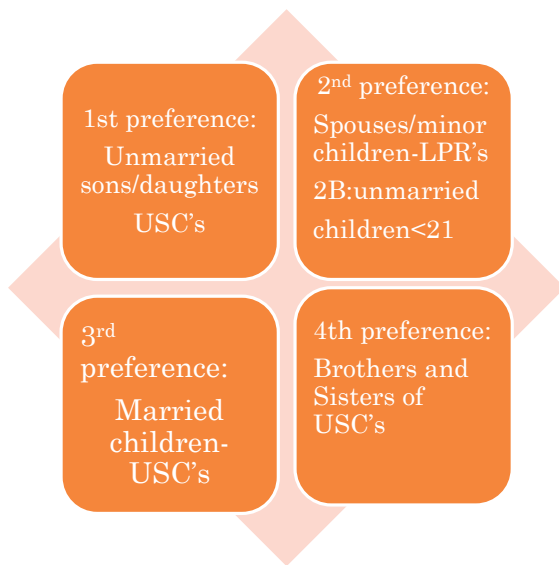 1st preference:
Unmarried
sons/daughters
USC's
2nd preference:
Spouses/minor
children-LPR's
2B:unmarried
children<21
3rd
preference:
Married
children-
USC's
4th preference:
Brothers and
Sisters of
USC's